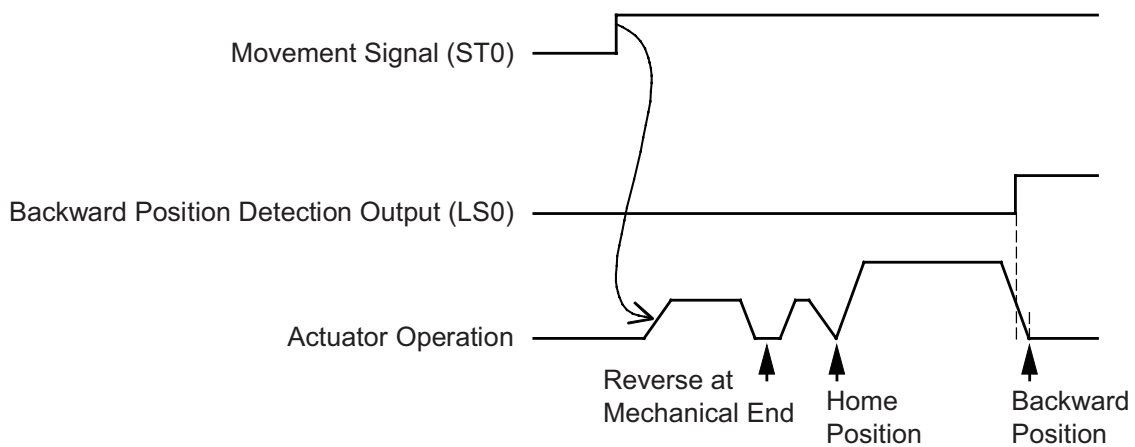 Movement Signal (ST0)
Backward Position Detection Output (LS0)
Actuator Operation
Reverse at
Mechanical End
Home
Position
Backward
Position